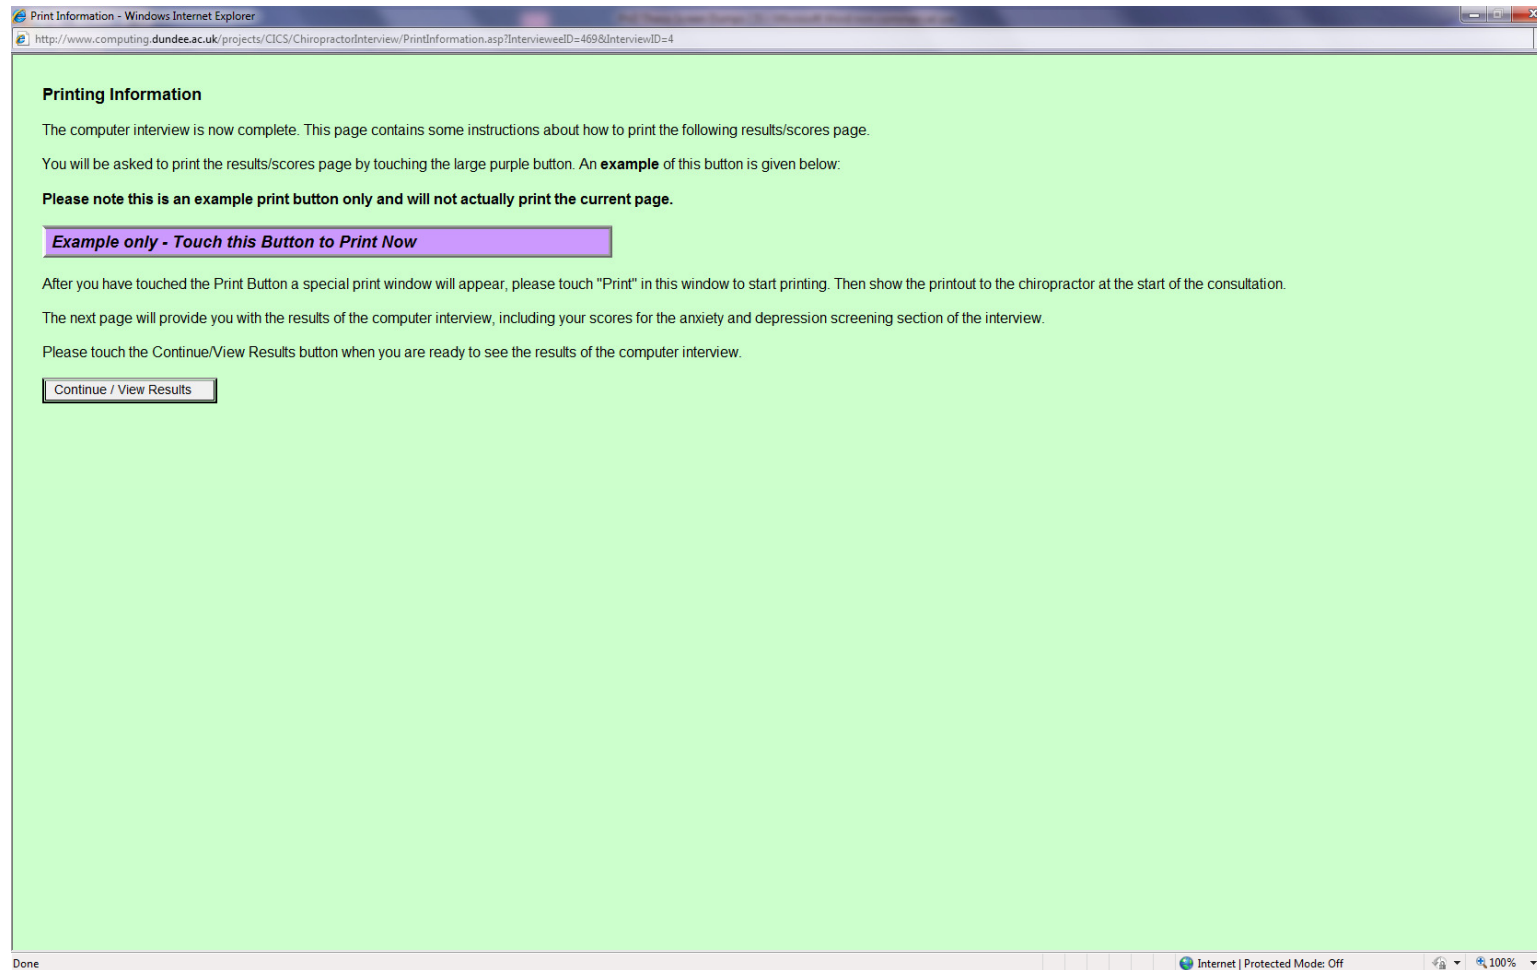 Print Information - Windows Internet Explorer
http://www.computing.dundee.ac.uk/projects/CICS/ChiropractorInterview/PrintInformation.asp?IntervieweeID=469&InterviewID=4
Printing Information
The computer interview is now complete. This page contains some instructions about how to print the following results/scores page.
You will be asked to print the results/scores page by touching the large purple button. An example of this button is given below:
Please note this is an example print button only and will not actually print the current page.
Example only - Touch this Button to Print Now
After you have touched the Print Button a special print window will appear, please touch "Print" in this window to start printing. Then show the printout to the chiropractor at the start of the consultation.
The next page will provide you with the results of the computer interview, including your scores for the anxiety and depression screening section of the interview.
Please touch the Continue/View Results button when you are ready to see the results of the computer interview.
Continue / View Results
Done
Internet | Protected Mode: Off
100%